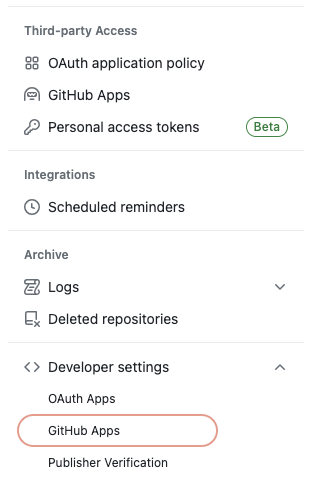 Third-party Access
OAuth application policy
GitHub Apps
Personal access tokens Beta
Integrations
Scheduled reminders
Archive
Logs
Deleted repositories
Developer settings
OAuth Apps
GitHub Apps
Publisher Verification